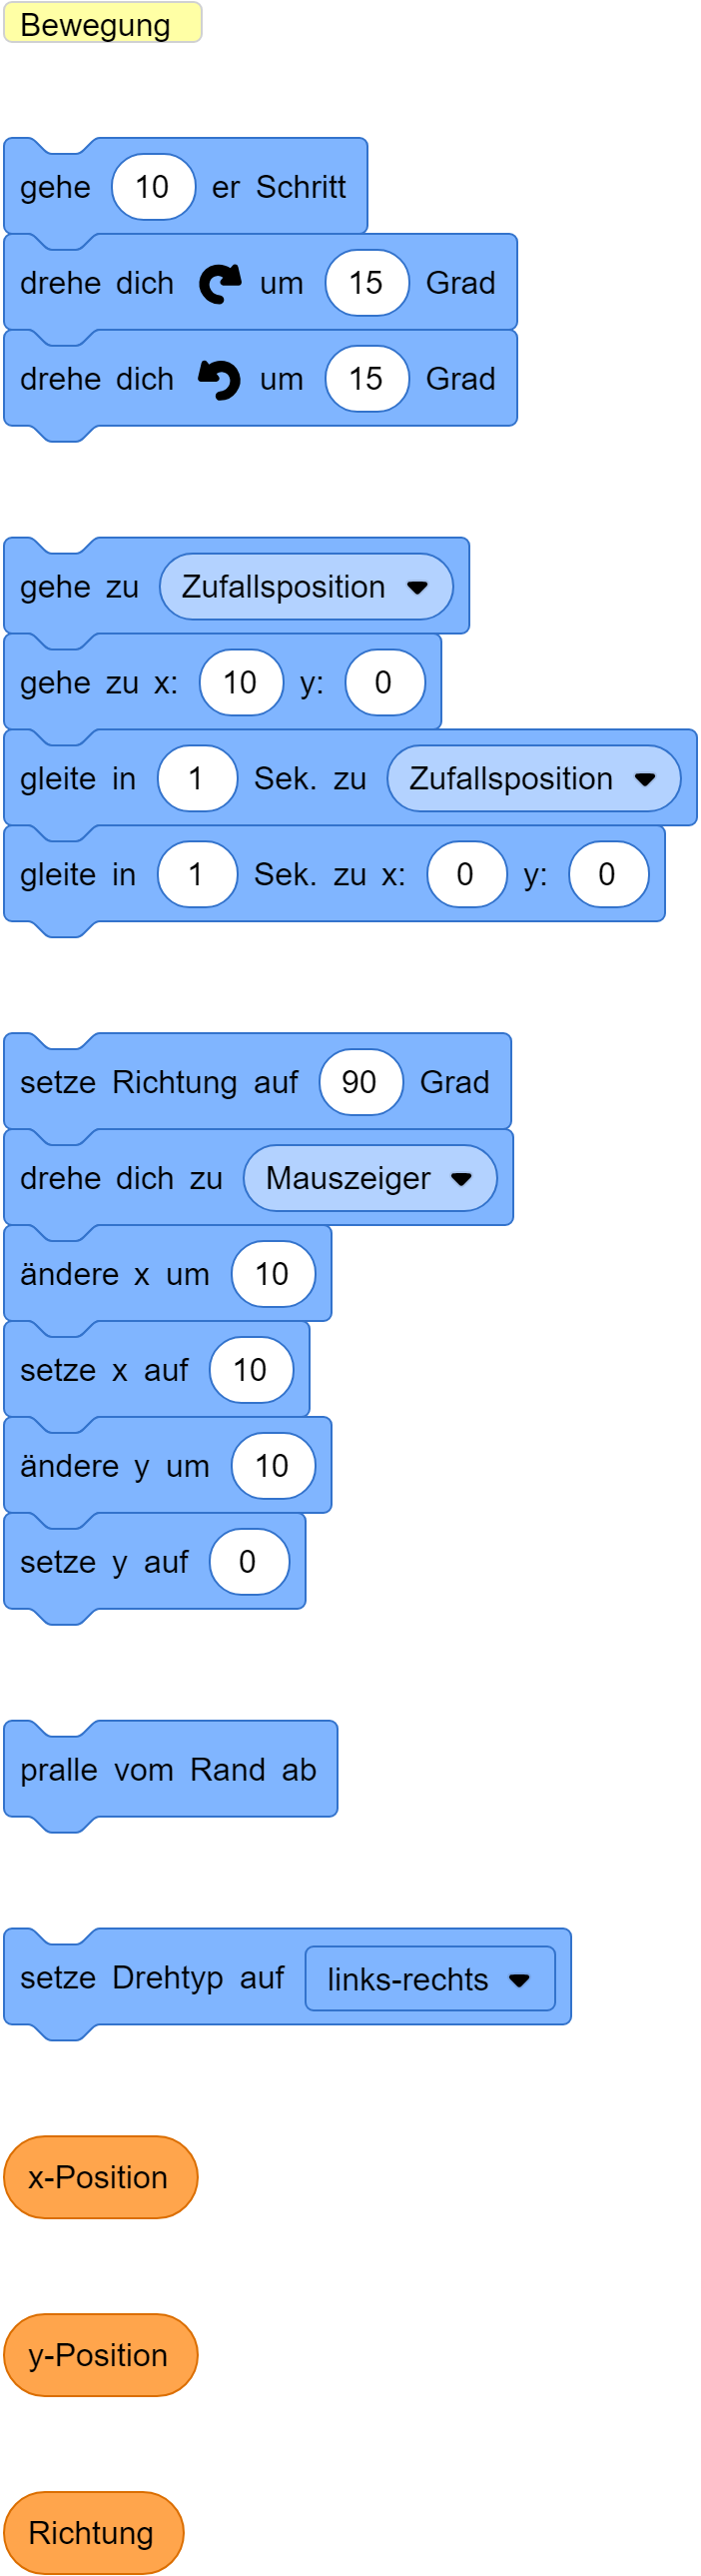 Bewegung
gehe 10 er Schritt
drehe dich um 15 Grad
drehe dich um 15 Grad
gehe zu Zufallsposition
gehe zu x: 10 y: 0
gleite in 1 Sek. zu Zufallsposition
gleite in 1 Sek. zu x: 0 y: 0
setze Richtung auf 90 Grad
drehe dich zu Mauszeiger
ändere x um 10
setze x auf 10
ändere y um 10
setze y auf 0
pralle vom Rand ab
setze Drehtyp auf links-rechts
x-Position
y-Position
Richtung